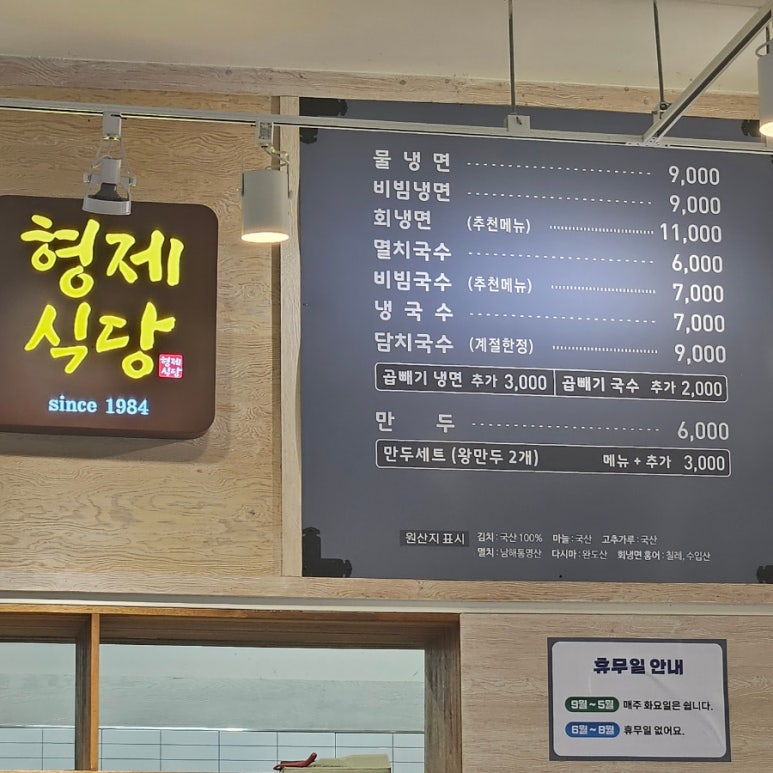 형제
식당
형제
식당
since 1984
물 냉 면 9,000
비빔냉면 9,000
회냉면 (추천메뉴) 11,000
멸치국수 6,000
비빔국수 (추천메뉴) 7,000
냉 국 수 7,000
담치국수 (계절한정) 9,000
곱빼기 냉면 추가 3,000 곱빼기 국수 추가 2,000
만 두 6,000
만두세트 (왕만두 2개) 메뉴 + 추가 3,000
원산지 표시 김치 : 국산 100% 마늘 : 국산 고추가루 : 국산
멸치 : 남해통영산 다시마 : 완도산 회냉면 홍어 : 칠레, 수입산
휴무일 안내
9월 ~ 5월 매주 화요일은 쉽니다.
6월 ~ 8월 휴무일 없어요.